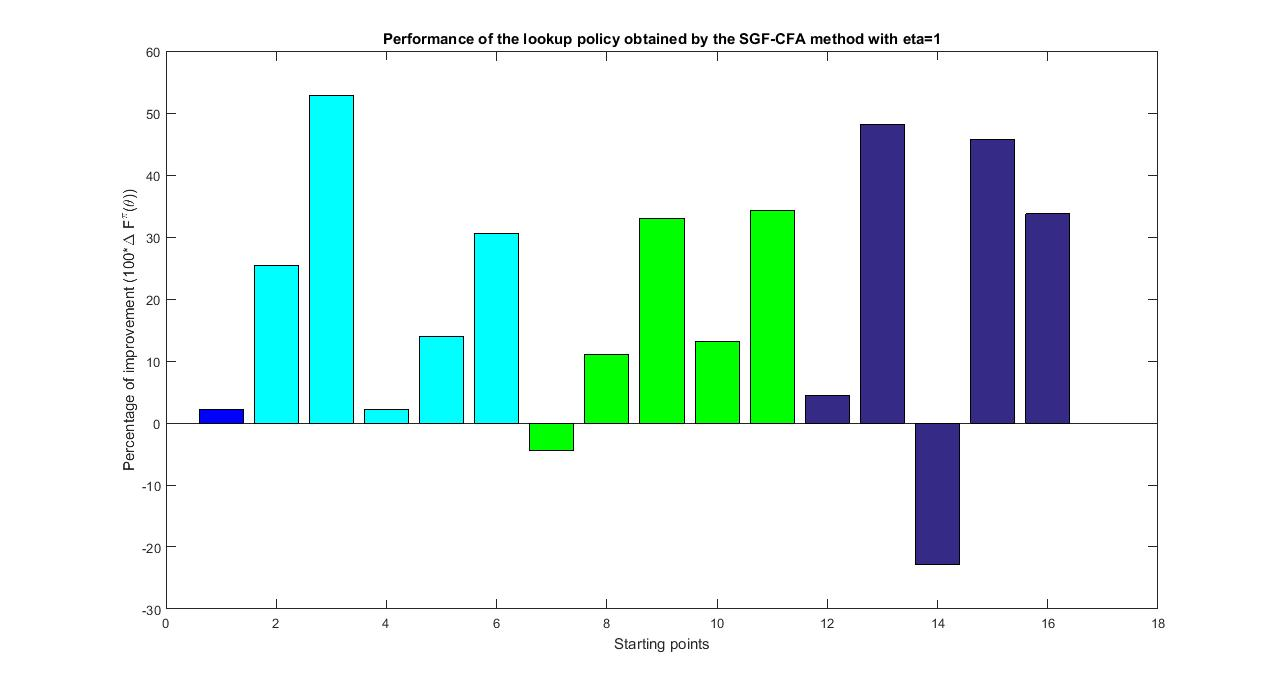 Performance of the lookup policy obtained by the SGF-CFA method with eta=1
Percentage of improvement (100* Δ F^π(θ))
60
50
40
30
20
10
0
-10
-20
-30
0 2 4 6 8 10 12 14 16 18
Starting points